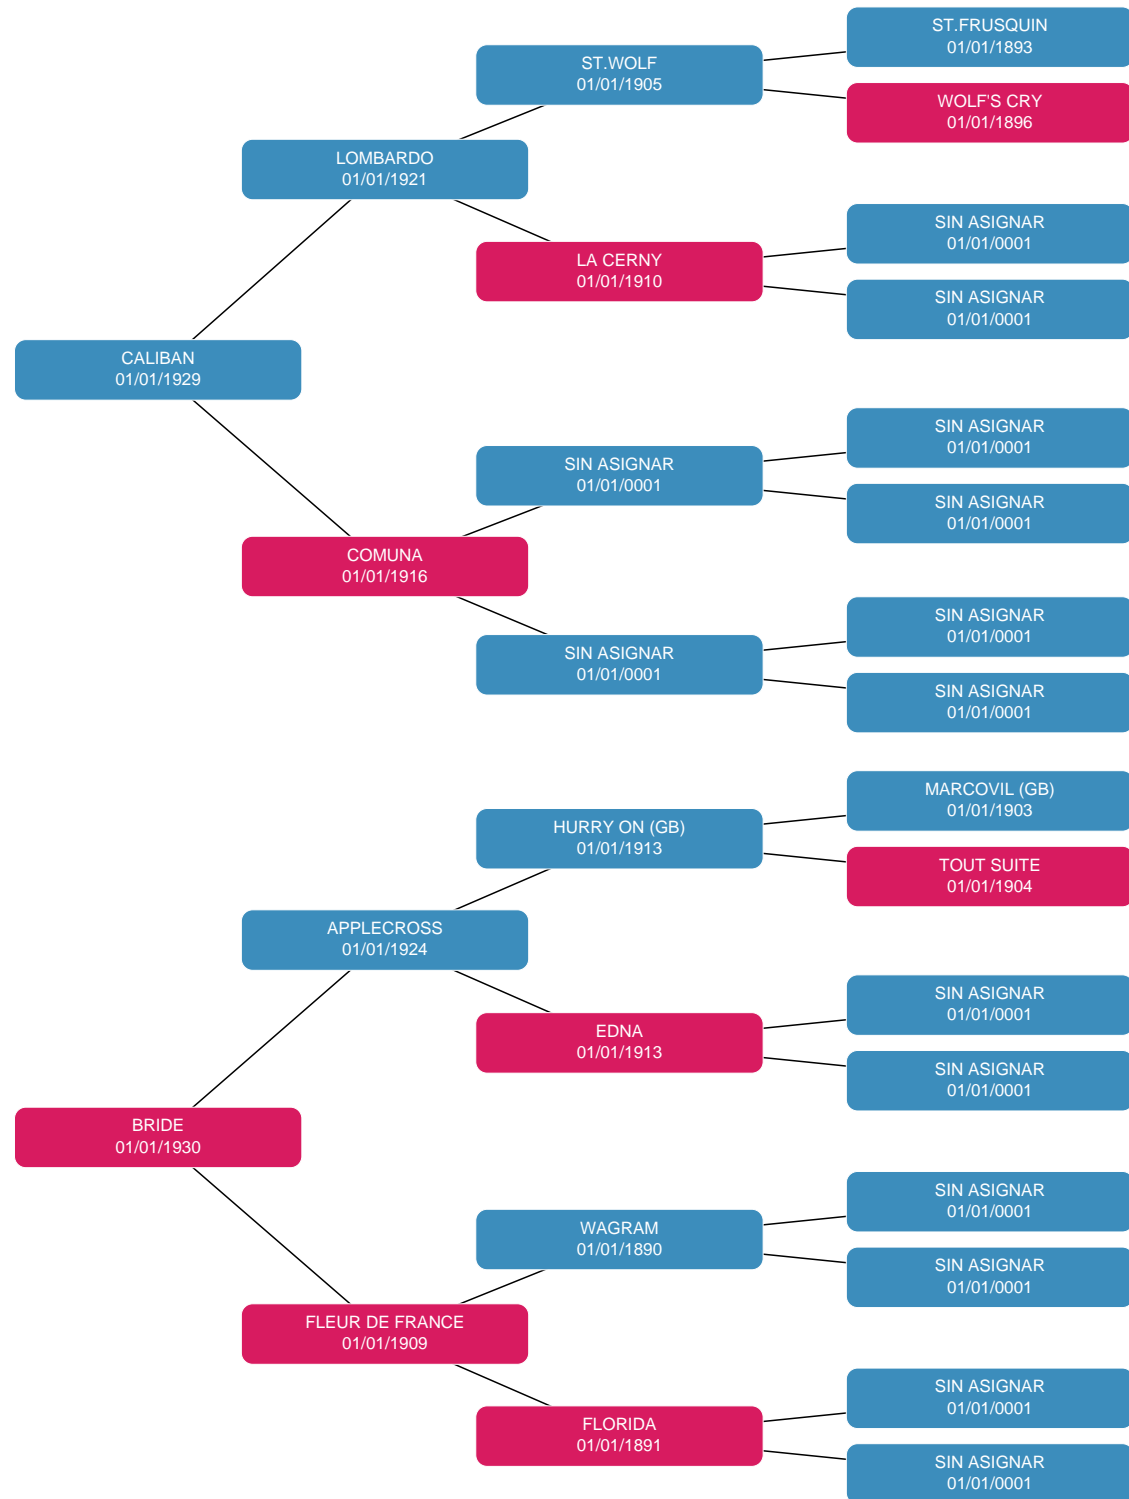 ST.FRUSQUIN
01/01/1893
ST.WOLF
01/01/1905
WOLF'S CRY
01/01/1896
LOMBARDO
01/01/1921
SIN ASIGNAR
01/01/0001
LA CERNY
01/01/1910
SIN ASIGNAR
01/01/0001
CALIBAN
01/01/1929
SIN ASIGNAR
01/01/0001
SIN ASIGNAR
01/01/0001
SIN ASIGNAR
01/01/0001
COMUNA
01/01/1916
SIN ASIGNAR
01/01/0001
SIN ASIGNAR
01/01/0001
SIN ASIGNAR
01/01/0001
MARCOVIL (GB)
01/01/1903
HURRY ON (GB)
01/01/1913
TOUT SUITE
01/01/1904
APPLECROSS
01/01/1924
SIN ASIGNAR
01/01/0001
EDNA
01/01/1913
SIN ASIGNAR
01/01/0001
BRIDE
01/01/1930
SIN ASIGNAR
01/01/0001
WAGRAM
01/01/1890
SIN ASIGNAR
01/01/0001
FLEUR DE FRANCE
01/01/1909
SIN ASIGNAR
01/01/0001
FLORIDA
01/01/1891
SIN ASIGNAR
01/01/0001